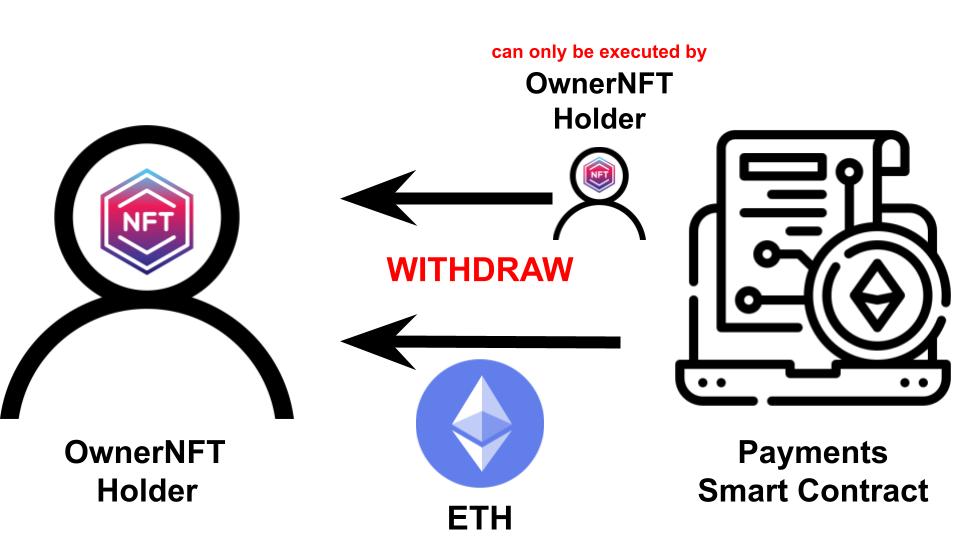 can only be executed by
OwnerNFT
Holder
NFT
NFT
WITHDRAW
OwnerNFT
Holder
ETH
Payments
Smart Contract